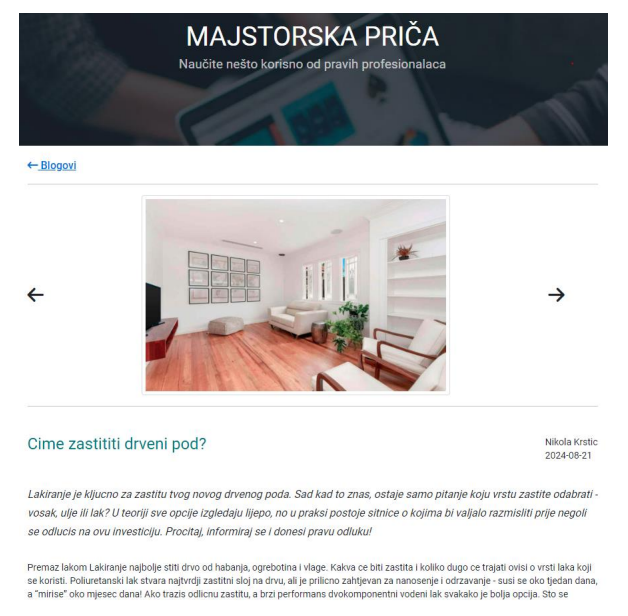 MAJSTORSKA PRIČA
Naučite nešto korisno od pravih profesionalaca
← Blogovi
Cime zastititi drveni pod?
Nikola Krstic
2024-08-21
Lakiranje je kljucno za zastitu tvog novog drvenog poda. Sad kad to znas, ostaje samo pitanje koju vrstu zastite odabrati -
vosak, ulje ili lak? U teoriji sve opcije izgledaju lijepo, no u praksi postoje sitnice o kojima bi valjalo razmisliti prije negoli
se odlucis na ovu investiciju. Procitaj, informiraj se i donesi pravu odluku!
Premaz lakom Lakiranje najbolje stiti drvo od habanja, ogrebotina i vlage. Kakva ce biti zastita i koliko dugo ce trajati ovisi o vrsti laka koji
se koristi. Poliuretanski lak stvara najtvrdji zastitni sloj na drvu, ali je prilicno zahtjevan za nanosenje i odrzavanje - susi se oko tjedan dana,
a “mirise” oko mjesec dana! Ako trazis odlicnu zastitu, a brzi performans dvokomponentni vodeni lak svakako je bolja opcija. Sto se